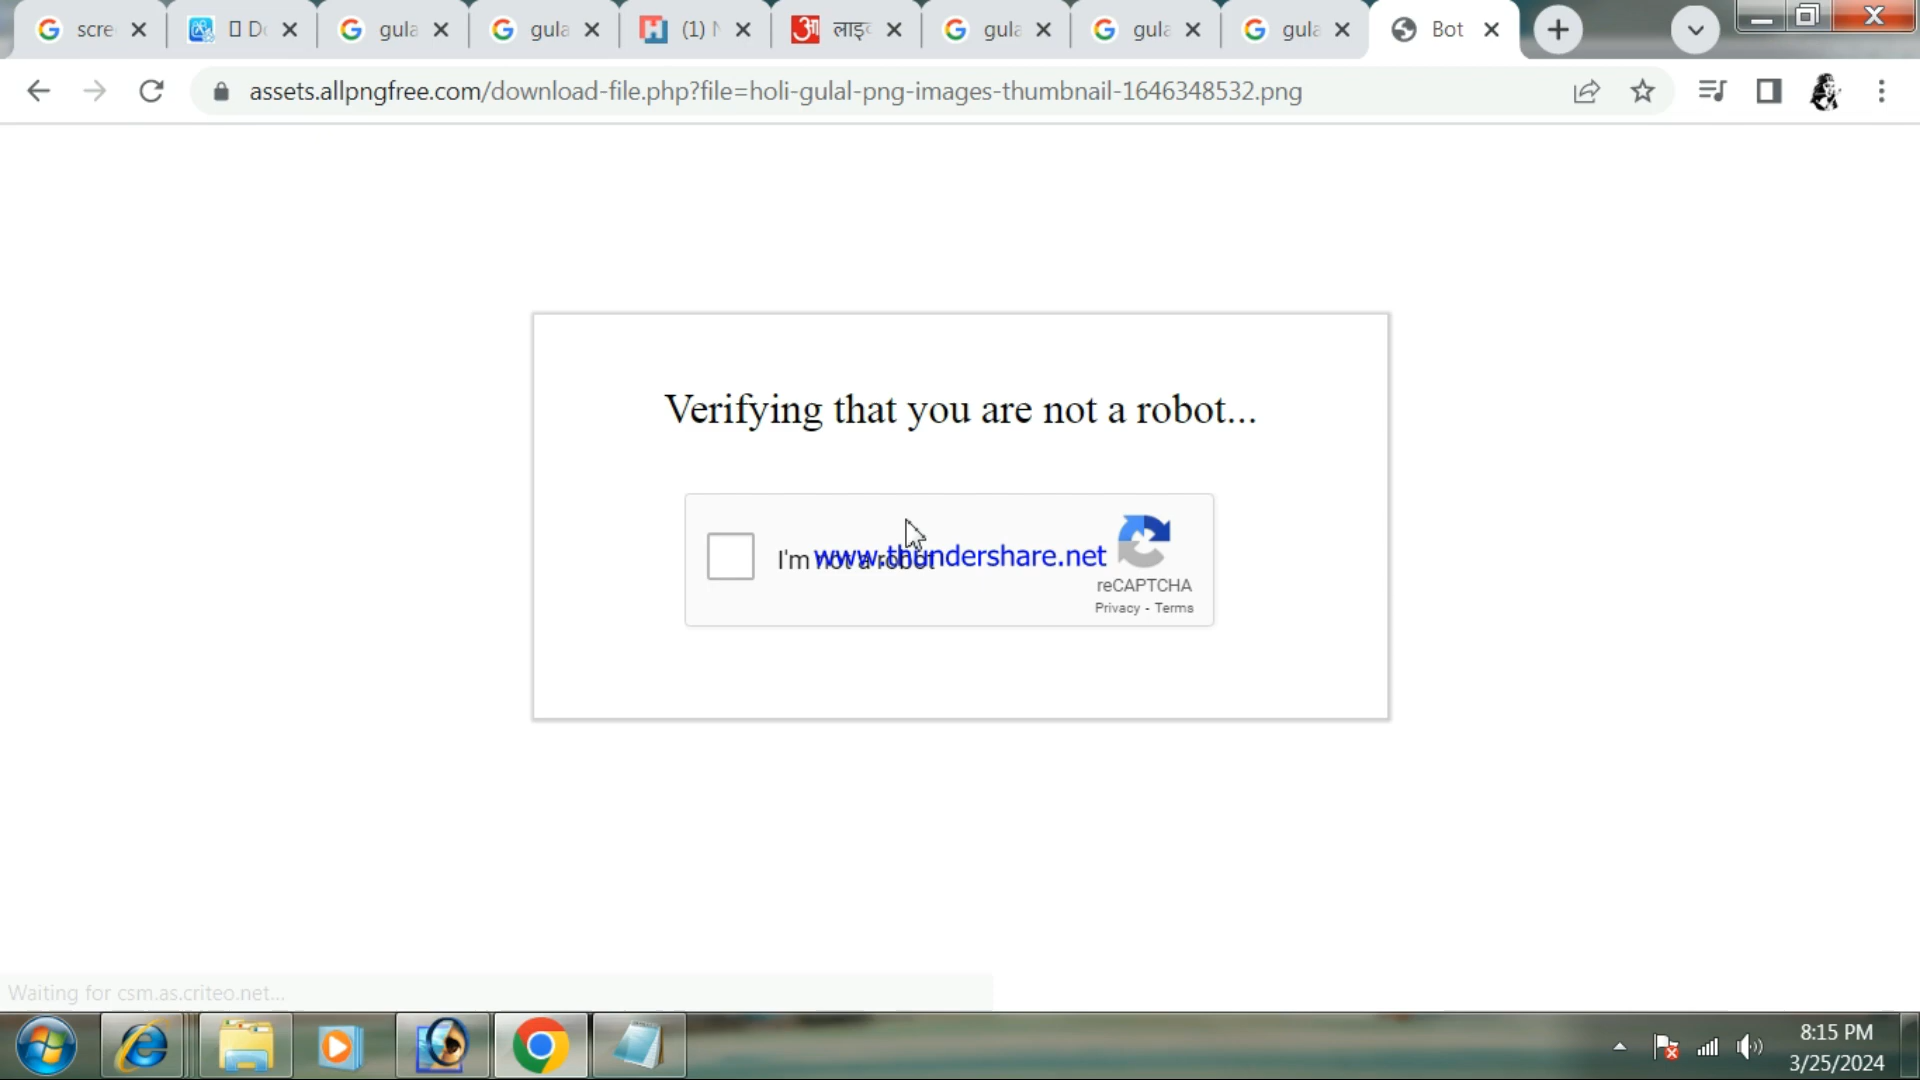 scre
gula
gula
(1)
gula
gula
gula
Bot
assets.allpngfree.com/download-file.php?file=holi-gulal-png-images-thumbnail-1646348532.png
Verifying that you are not a robot...
I'm not a robot
www.thundershare.net
reCAPTCHA
Privacy - Terms
Waiting for csm.as.criteo.net...
8:15 PM
3/25/2024